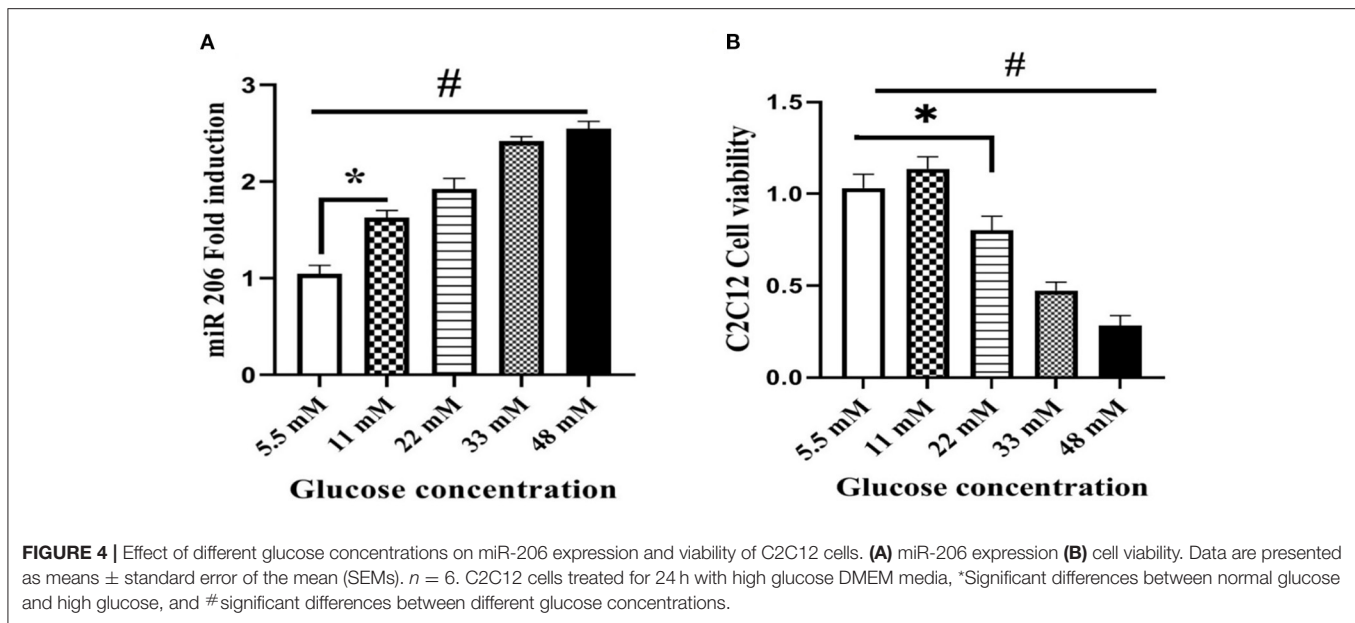 A
#
3
*
2
1
0
miR 206 Fold induction
5.5 mM
11 mM
22 mM
33 mM
48 mM
Glucose concentration
B
#
1.5
*
1.0
0.5
0.0
C2C12 Cell viability
5.5 mM
11 mM
22 mM
33 mM
48 mM
Glucose concentration
FIGURE 4 | Effect of different glucose concentrations on miR-206 expression and viability of C2C12 cells. (A) miR-206 expression (B) cell viability. Data are presented
as means ± standard error of the mean (SEMs). n = 6. C2C12 cells treated for 24 h with high glucose DMEM media, *Significant differences between normal glucose
and high glucose, and #significant differences between different glucose concentrations.